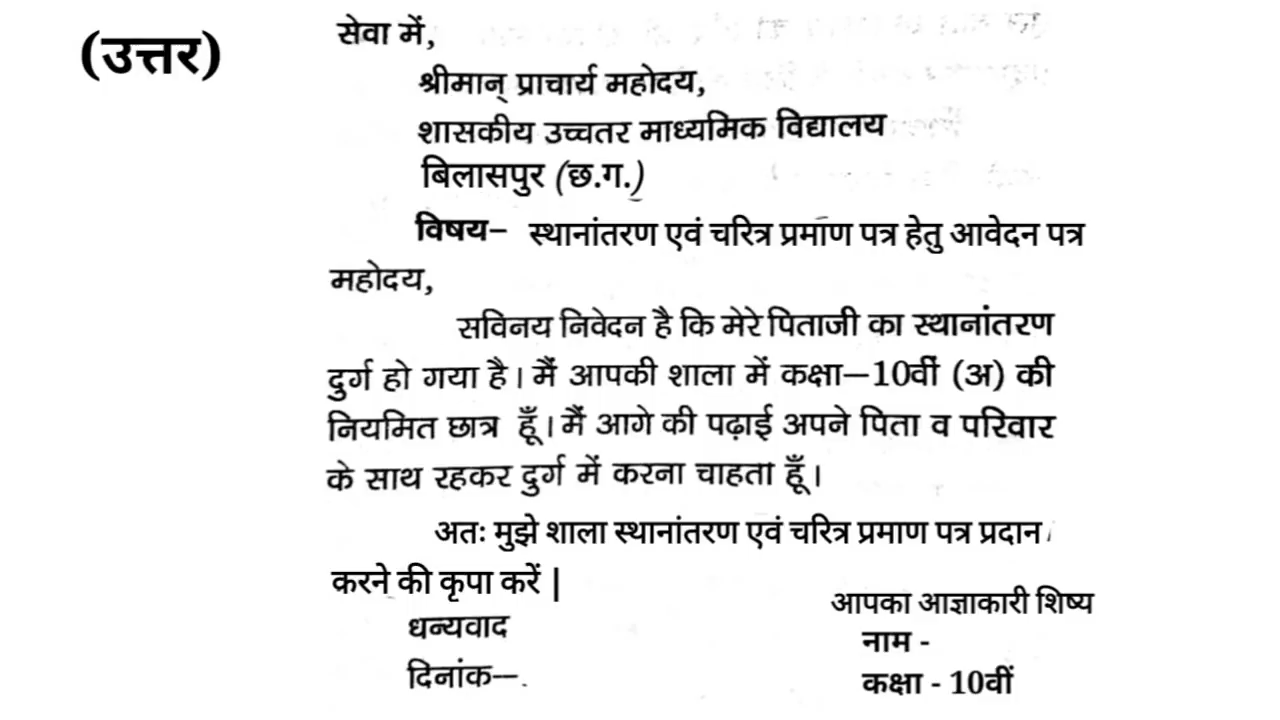 (उत्तर)
सेवा में,
श्रीमान् प्राचार्य महोदय,
शासकीय उच्चतर माध्यमिक विद्यालय
बिलासपुर (छ.ग.)
विषय– स्थानांतरण एवं चरित्र प्रमाण पत्र हेतु आवेदन पत्र
महोदय,
सविनय निवेदन है कि मेरे पिताजी का स्थानांतरण
दुर्ग हो गया है। मैं आपकी शाला में कक्षा–10वीं (अ) की
नियमित छात्र हूँ। मैं आगे की पढ़ाई अपने पिता व परिवार
के साथ रहकर दुर्ग में करना चाहता हूँ।
अतः मुझे शाला स्थानांतरण एवं चरित्र प्रमाण पत्र प्रदान
करने की कृपा करें |
धन्यवाद
दिनांक–.
आपका आज्ञाकारी शिष्य
नाम -
कक्षा - 10वीं